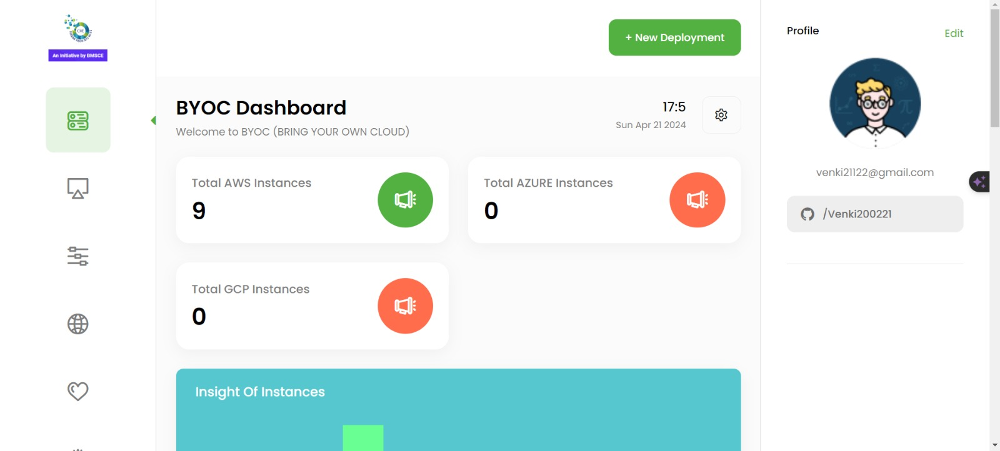 CIIE
An Initiative by BMSCE
+ New Deployment
BYOC Dashboard
Welcome to BYOC (BRING YOUR OWN CLOUD)
17:5
Sun Apr 21 2024
Total AWS Instances
9
Total AZURE Instances
0
Total GCP Instances
0
Insight Of Instances
Profile
Edit
venki21122@gmail.com
/Venki200221